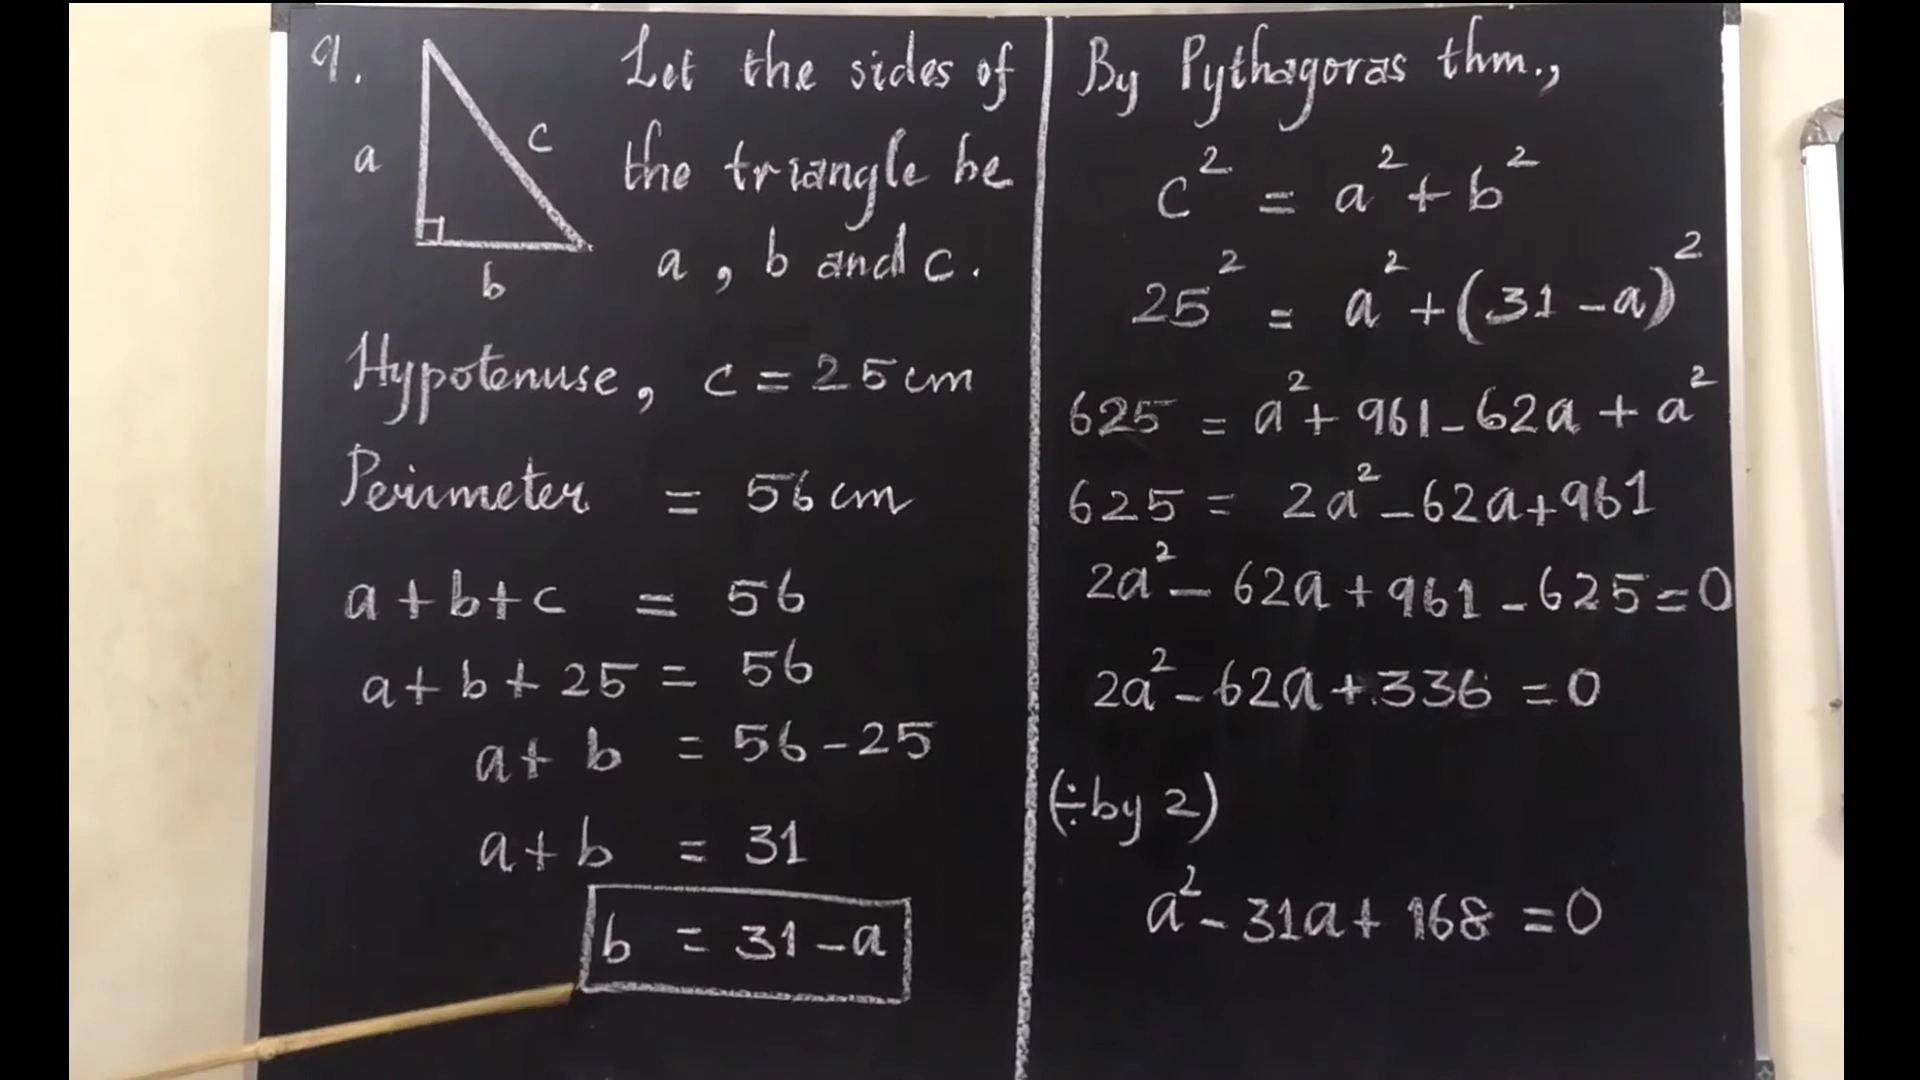 9.
a
c
b
Let the sides of
the triangle be
a, b and c.
Hypotenuse, c = 25 cm
Perimeter = 56 cm
a + b + c = 56
a + b + 25 = 56
a + b = 56 - 25
a + b = 31
b = 31 - a
By Pythagoras thm.,
c² = a² + b²
25² = a² + (31 - a)²
625 = a² + 961 - 62a + a²
625 = 2a² - 62a + 961
2a² - 62a + 961 - 625 = 0
2a² - 62a + 336 = 0
(÷ by 2)
a² - 31a + 168 = 0